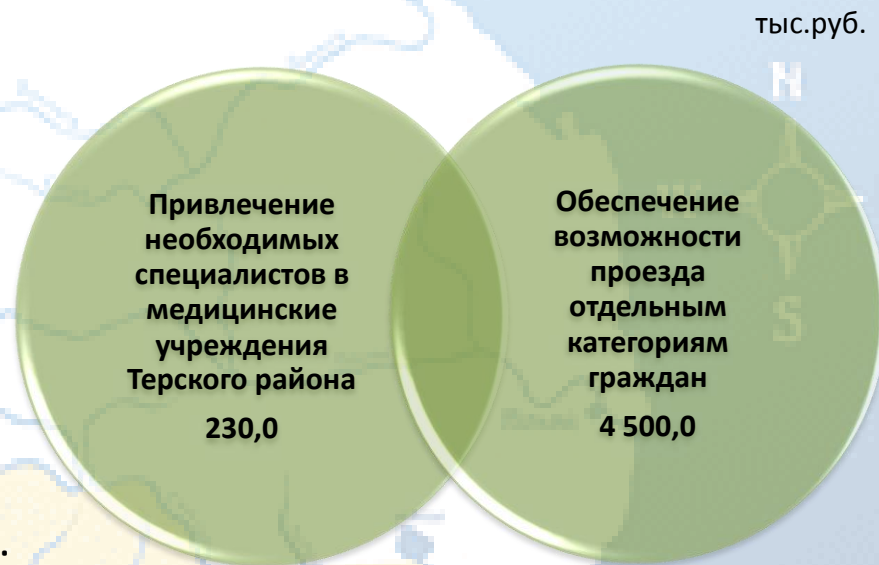 тыс.руб.
Привлечение
необходимых
специалистов в
медицинские
учреждения
Терского района
230,0
Обеспечение
возможности
проезда
отдельным
категориям
граждан
4 500,0
N
W
S
.